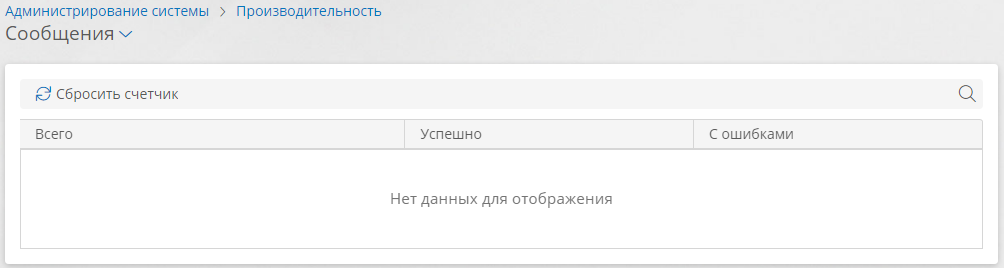 Администрирование системы > Производительность
Сообщения
Сбросить счетчик
Всего Успешно С ошибками
Нет данных для отображения